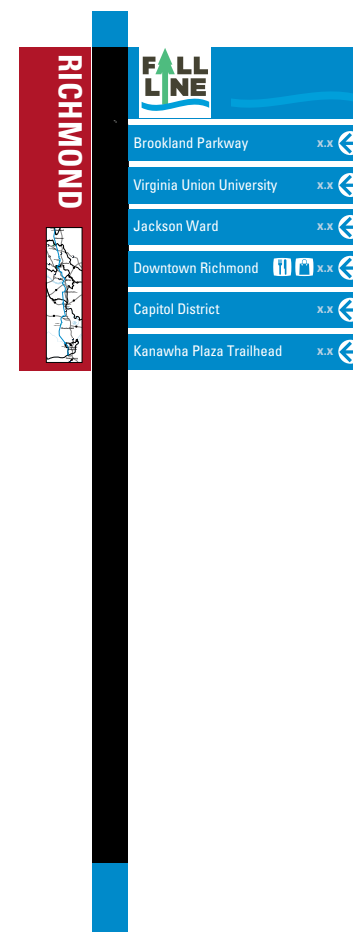 RICHMOND
FALL
LINE
Brookland Parkway x.x
Virginia Union University x.x
Jackson Ward x.x
Downtown Richmond x.x
Capitol District x.x
Kanawha Plaza Trailhead x.x